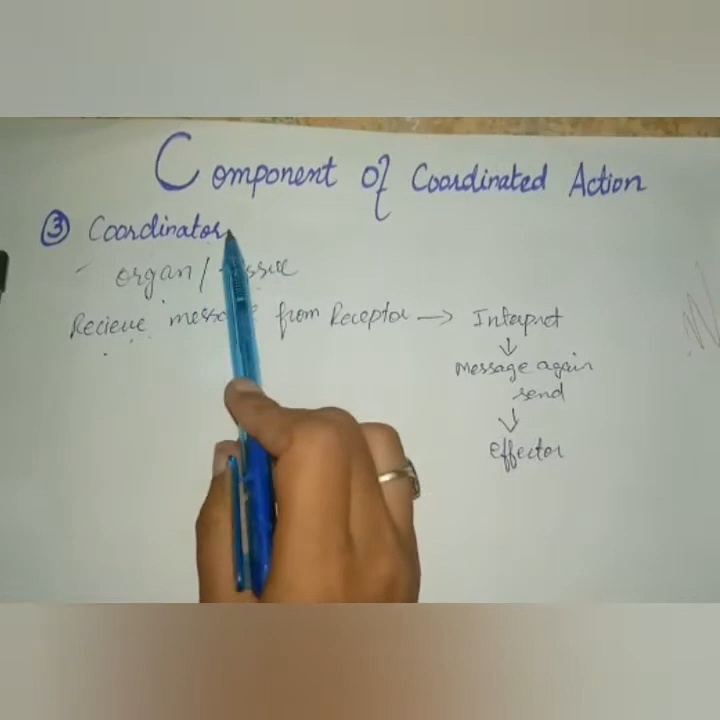 Component of Coordinated Action
③ Coordinator
organ/
Recieve from Receptor → Interpret
↓
Message again
send
↓
effector